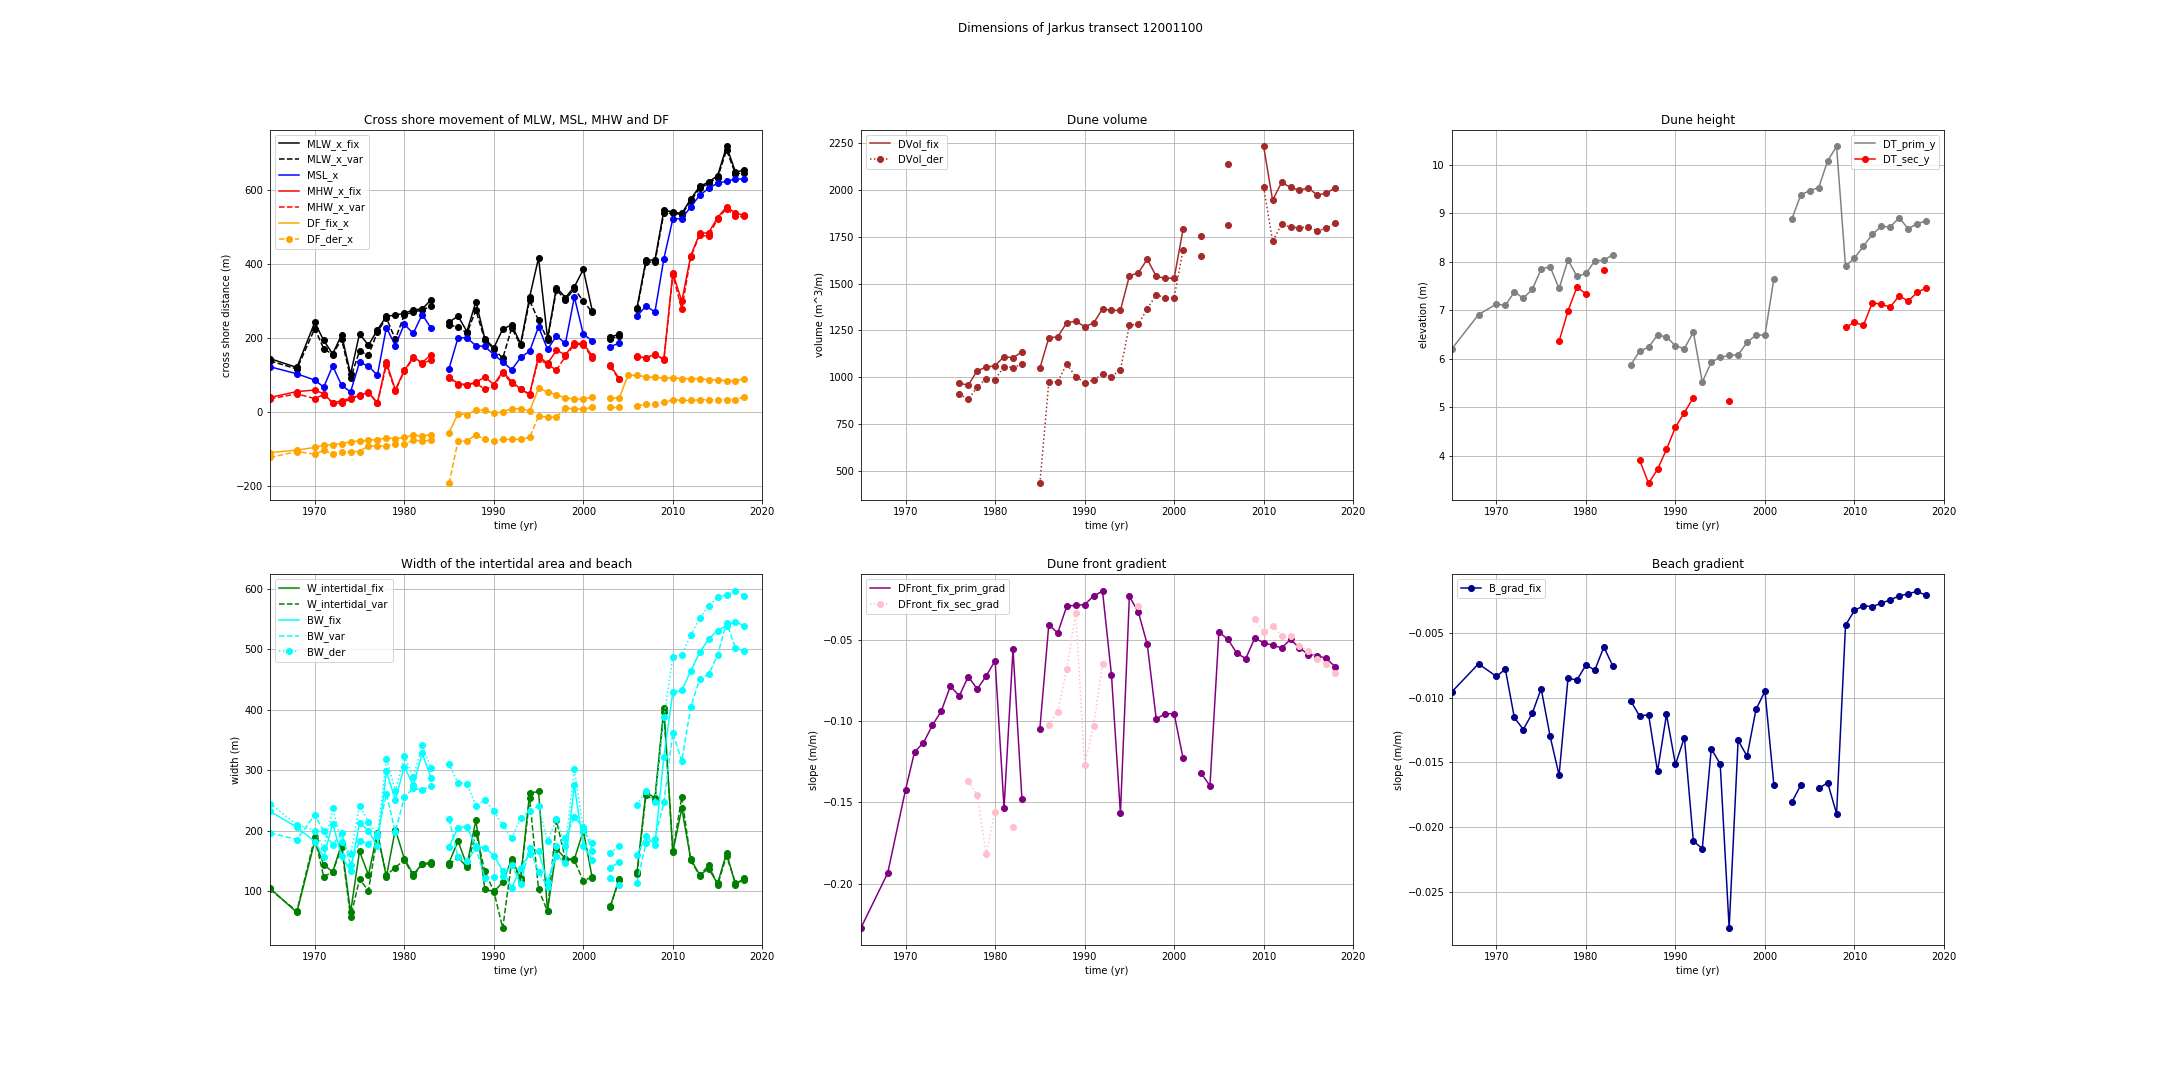 Dimensions of Jarkus transect 12001100
Cross shore movement of MLW, MSL, MHW and DF
MLW_x_fix
MLW_x_var
MSL_x
MHW_x_fix
MHW_x_var
DF_fix_x
DF_der_x
cross shore distance (m)
600
400
200
0
−200
1970 1980 1990 2000 2010 2020
time (yr)
Dune volume
DVol_fix
DVol_der
volume (m^3/m)
2250
2000
1750
1500
1250
1000
750
500
1970 1980 1990 2000 2010 2020
time (yr)
Dune height
DT_prim_y
DT_sec_y
elevation (m)
10
9
8
7
6
5
4
1970 1980 1990 2000 2010 2020
time (yr)
Width of the intertidal area and beach
W_intertidal_fix
W_intertidal_var
BW_fix
BW_var
BW_der
width (m)
600
500
400
300
200
100
1970 1980 1990 2000 2010 2020
time (yr)
Dune front gradient
DFront_fix_prim_grad
DFront_fix_sec_grad
slope (m/m)
−0.05
−0.10
−0.15
−0.20
1970 1980 1990 2000 2010 2020
time (yr)
Beach gradient
B_grad_fix
slope (m/m)
−0.005
−0.010
−0.015
−0.020
−0.025
1970 1980 1990 2000 2010 2020
time (yr)